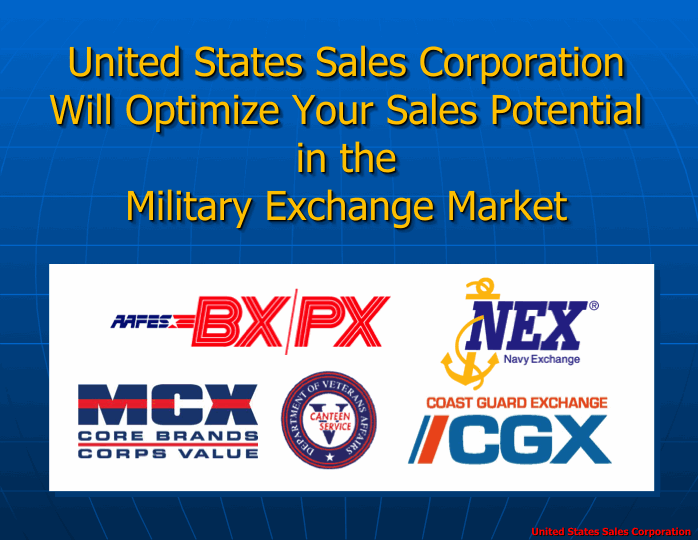 United States Sales Corporation
Will Optimize Your Sales Potential
in the
Military Exchange Market
AAFES BX/PX
NEX®
Navy Exchange
MCX
CORE BRANDS
CORPS VALUE
DEPARTMENT OF VETERANS AFFAIRS
V
CANTEEN
SERVICE
COAST GUARD EXCHANGE
CGX
United States Sales Corporation